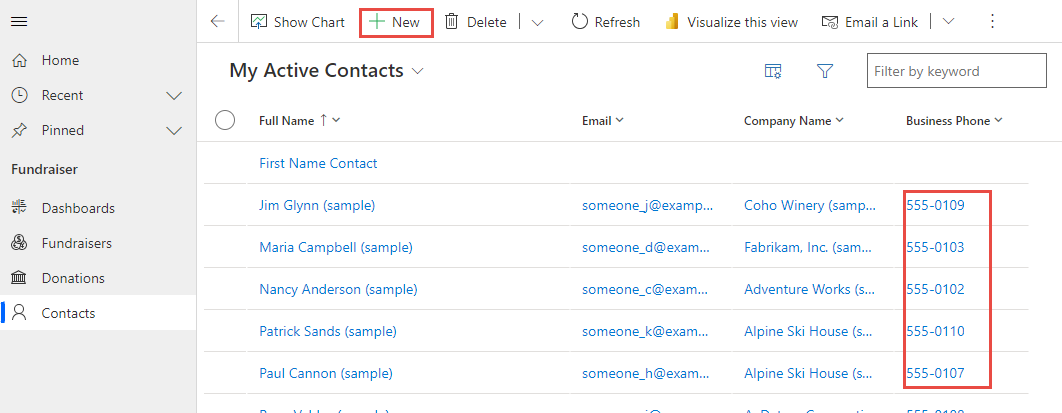 Show Chart New Delete Refresh Visualize this view Email a Link
Home
Recent
Pinned
Fundraiser
Dashboards
Fundraisers
Donations
Contacts
My Active Contacts
Filter by keyword
Full Name Email Company Name Business Phone
First Name Contact
Jim Glynn (sample) someone_j@examp... Coho Winery (samp... 555-0109
Maria Campbell (sample) someone_d@exam... Fabrikam, Inc. (sam... 555-0103
Nancy Anderson (sample) someone_c@exam... Adventure Works (s... 555-0102
Patrick Sands (sample) someone_k@exam... Alpine Ski House (s... 555-0110
Paul Cannon (sample) someone_h@exam... Alpine Ski House (s... 555-0107